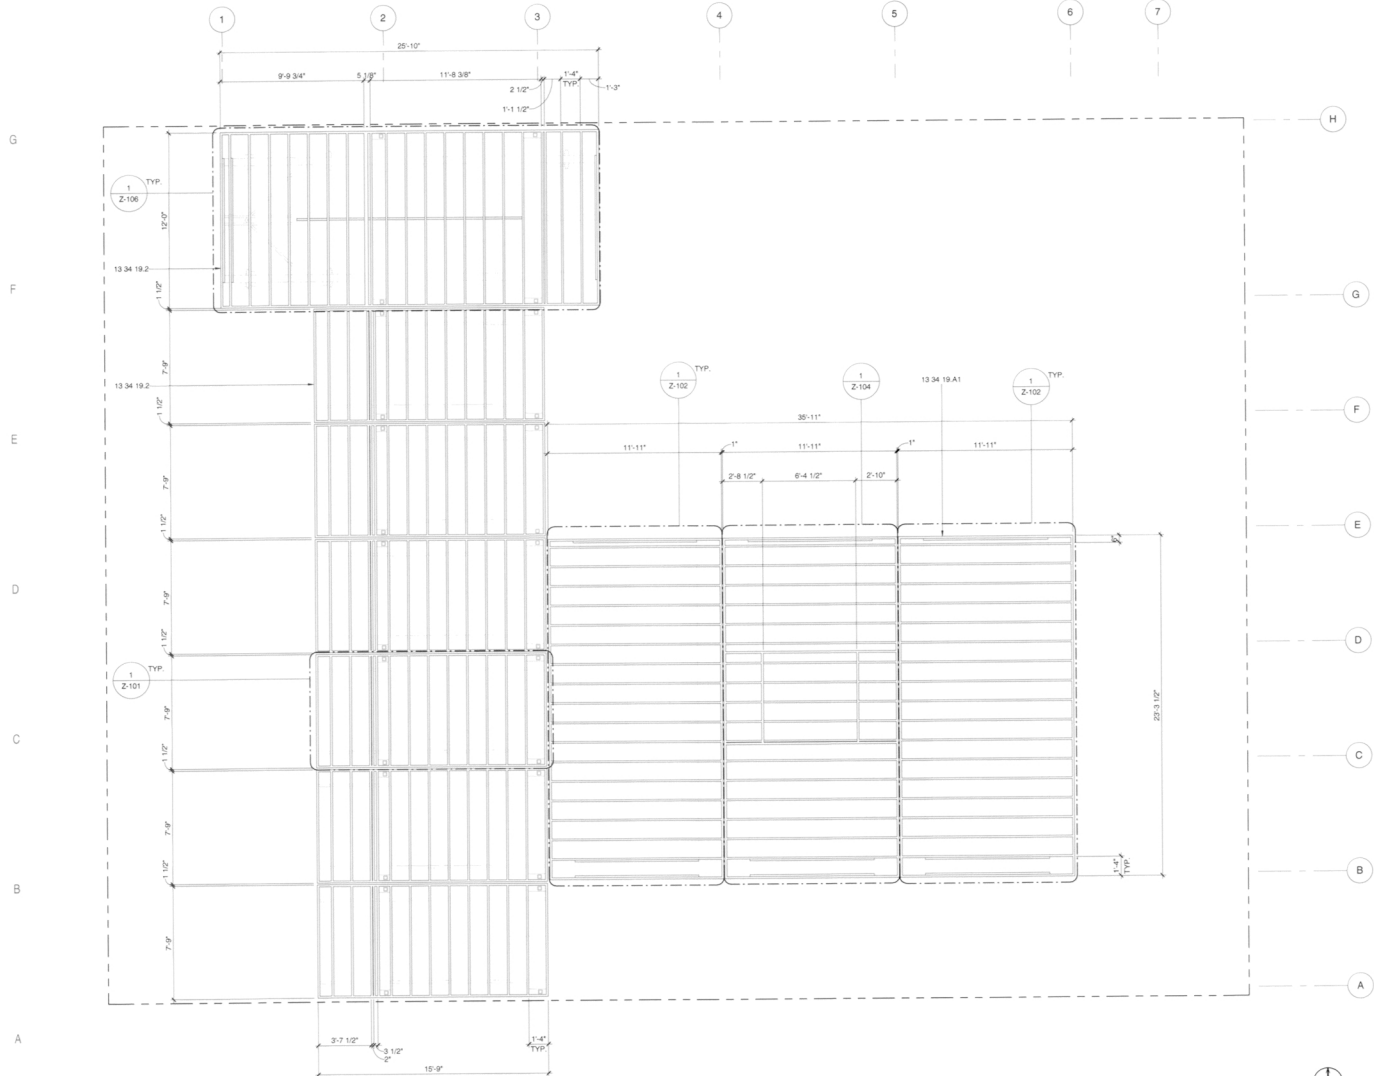 1
2
3
4
5
6
7
25'-10"
9'-9 3/4"
5 1/8"
11'-8 3/8"
1'-4"
TYP.
2 1/2"
1'-3"
1'-1 1/2"
G
H
1
Z-106
TYP.
12'-0"
13 34 19.2
1 1/2"
F
G
7'-9"
13 34 19.2
1
Z-102
TYP.
1
Z-104
13 34 19.A1
1
Z-102
TYP.
1 1/2"
F
35'-11"
E
11'-11"
1"
11'-11"
1"
11'-11"
7'-9"
2'-8 1/2"
6'-4 1/2"
2'-10"
1 1/2"
E
D
7'-9"
1 1/2"
D
1
Z-101
TYP.
7'-9"
23'-3 1/2"
C
1 1/2"
C
7'-9"
1 1/2"
1'-4"
TYP.
B
B
7'-9"
A
A
3'-7 1/2"
3 1/2"
2"
1'-4"
TYP.
15'-9"